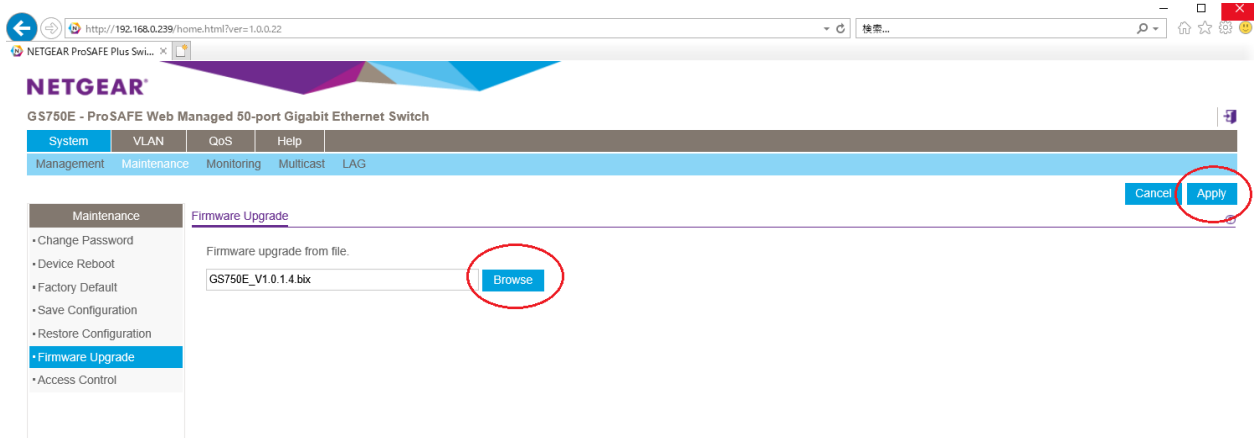 http://192.168.0.239/home.html?ver=1.0.0.22
検索...
NETGEAR ProSAFE Plus Swi...
NETGEAR®
GS750E - ProSAFE Web Managed 50-port Gigabit Ethernet Switch
System VLAN QoS Help
Management Maintenance Monitoring Multicast LAG
Cancel Apply
Maintenance
Firmware Upgrade
Change Password
Firmware upgrade from file.
Device Reboot
GS750E_V1.0.1.4.bix Browse
Factory Default
Save Configuration
Restore Configuration
Firmware Upgrade
Access Control